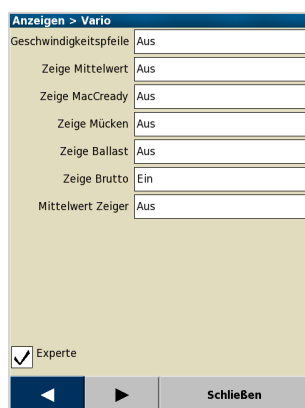 Anzeigen > Vario
Geschwindigkeitspfeile Aus
Zeige Mittelwert Aus
Zeige MacCready Aus
Zeige Mücken Aus
Zeige Ballast Aus
Zeige Brutto Ein
Mittelwert Zeiger Aus
Experte
Schließen